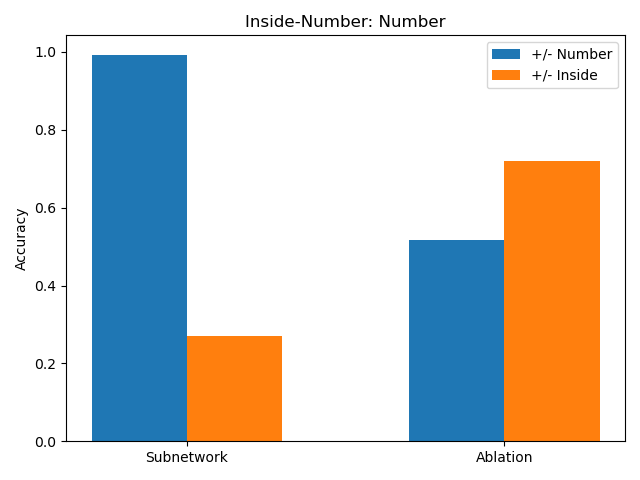 Inside-Number: Number
+/- Number
+/- Inside
Accuracy
1.0
0.8
0.6
0.4
0.2
0.0
Subnetwork
Ablation